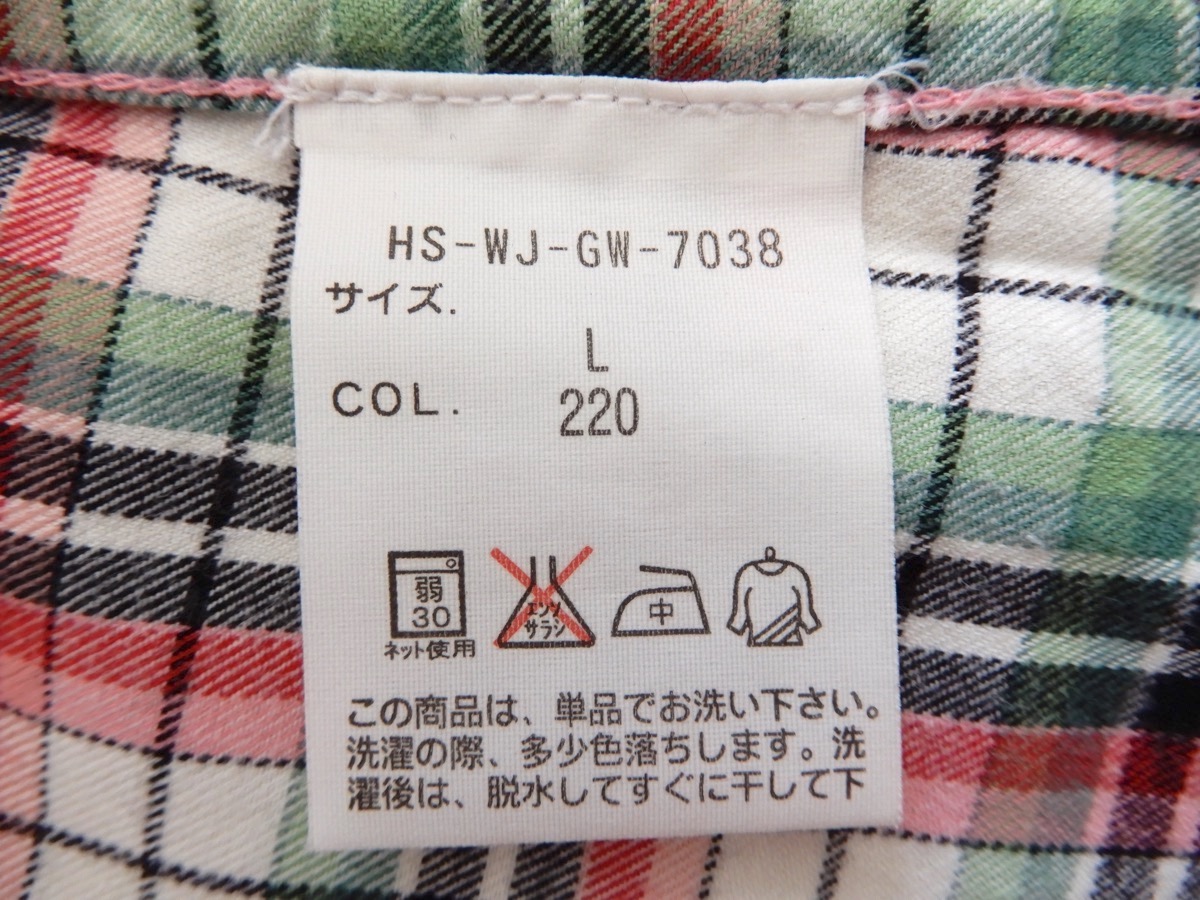 HS-WJ-GW-7038
サイズ.
L
COL. 220
弱
30
ネット使用
エンソ
サラシ
中
この商品は、単品でお洗い下さい。
洗濯の際、多少色落ちします。洗
濯後は、脱水してすぐに干して下